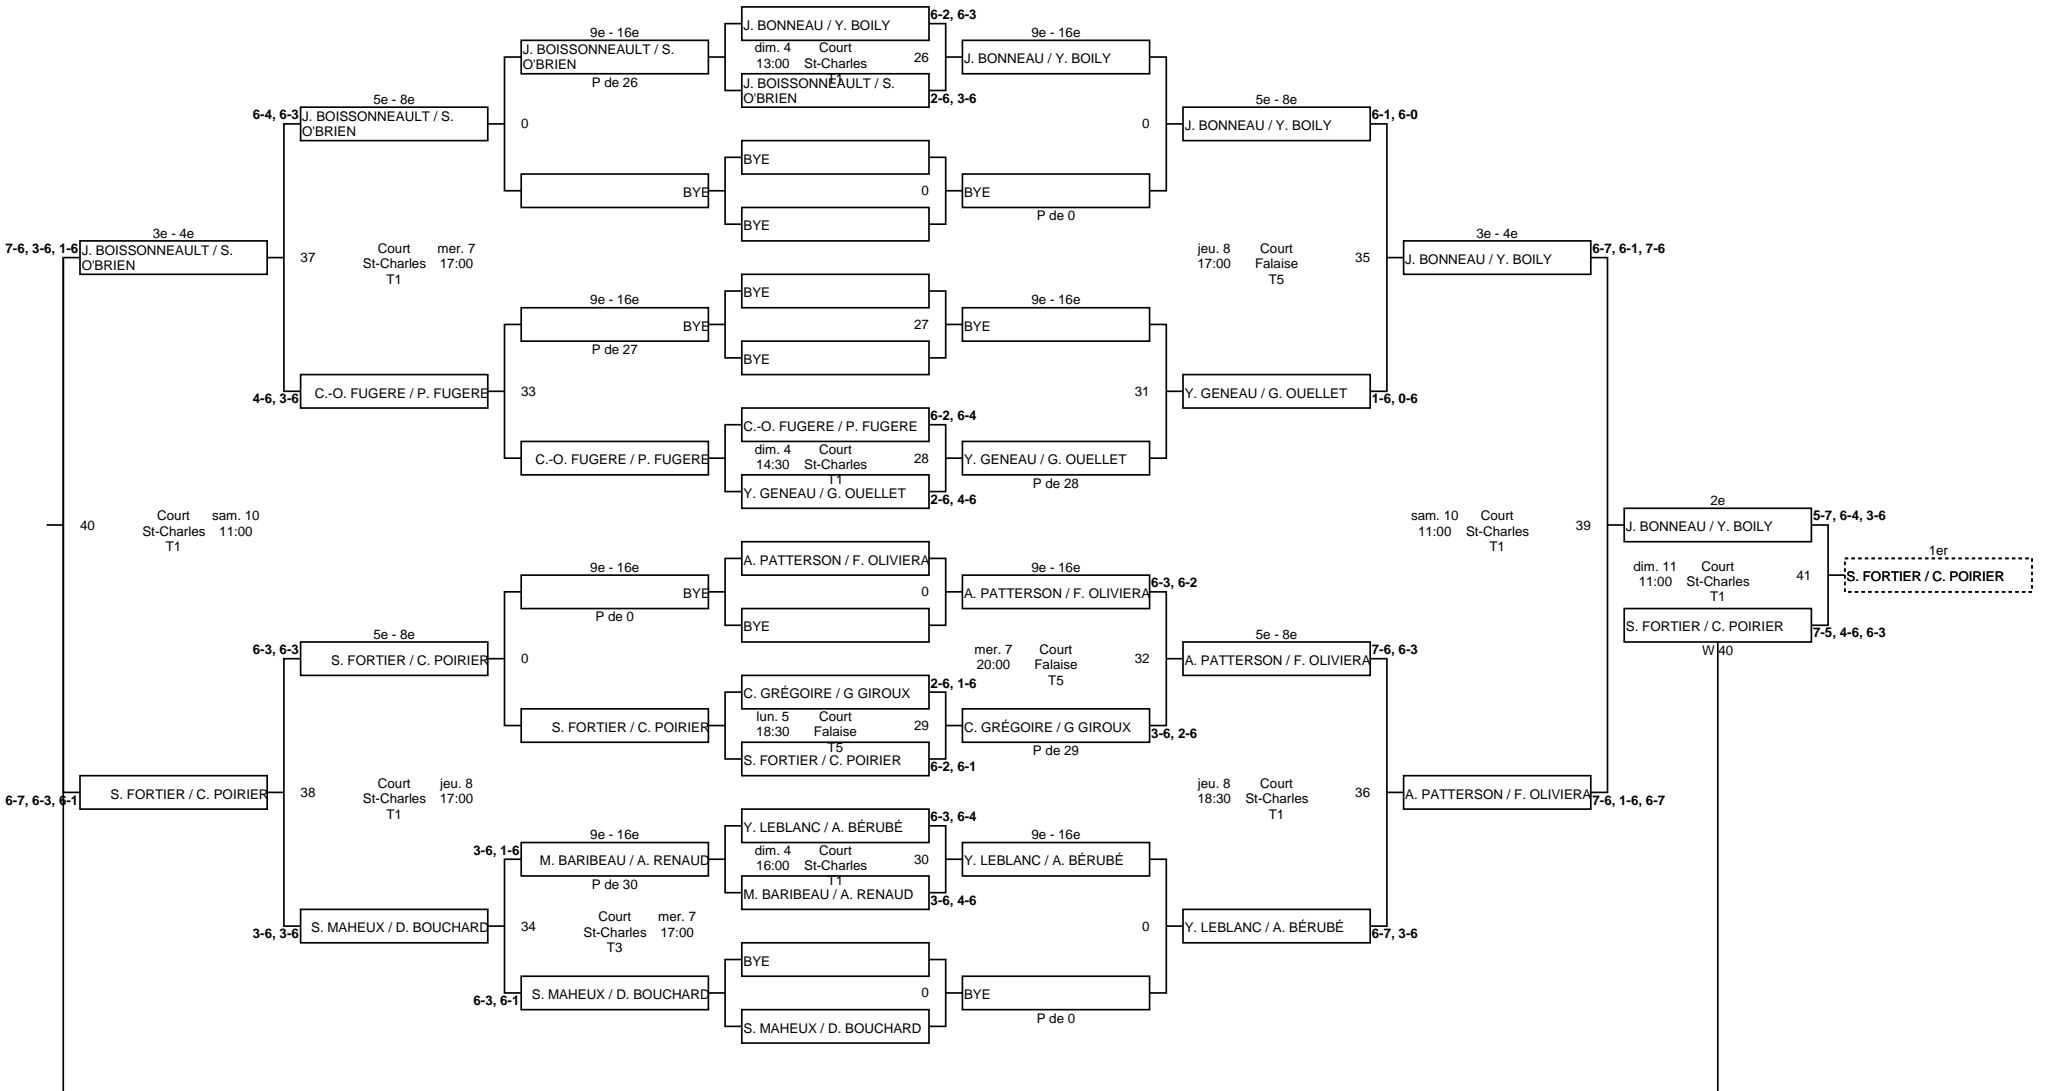 6-2, 6-3
J. BONNEAU / Y. BOILY
9e - 16e
9e - 16e
J. BOISSONNEAULT / S.
O'BRIEN
dim. 4 Court
13:00 St-Charles
T1
26
J. BONNEAU / Y. BOILY
P de 26
J. BOISSONNEAULT / S.
O'BRIEN
2-6, 3-6
5e - 8e
5e - 8e
6-4, 6-3
J. BOISSONNEAULT / S.
O'BRIEN
0
0
J. BONNEAU / Y. BOILY
6-1, 6-0
BYE
BYE
0
BYE
P de 0
BYE
3e - 4e
3e - 4e
7-6, 3-6, 1-6
J. BOISSONNEAULT / S.
O'BRIEN
37
Court mer. 7
St-Charles 17:00
T1
jeu. 8 Court
17:00 Falaise
T5
35
J. BONNEAU / Y. BOILY
6-7, 6-1, 7-6
BYE
9e - 16e
9e - 16e
BYE
27
BYE
P de 27
BYE
4-6, 3-6
C.-O. FUGERE / P. FUGERE
33
31
Y. GENEAU / G. OUELLET
1-6, 0-6
6-2, 6-4
C.-O. FUGERE / P. FUGERE
C.-O. FUGERE / P. FUGERE
dim. 4 Court
14:30 St-Charles
T1
28
Y. GENEAU / G. OUELLET
P de 28
Y. GENEAU / G. OUELLET
2-6, 4-6
40
Court sam. 10
St-Charles 11:00
T1
sam. 10 Court
11:00 St-Charles
T1
39
2e
J. BONNEAU / Y. BOILY
5-7, 6-4, 3-6
1er
dim. 11 Court
11:00 St-Charles
T1
41
S. FORTIER / C. POIRIER
S. FORTIER / C. POIRIER
7-5, 4-6, 6-3
W 40
A. PATTERSON / F. OLIVIERA
9e - 16e
9e - 16e
BYE
0
A. PATTERSON / F. OLIVIERA
6-3, 6-2
P de 0
BYE
5e - 8e
5e - 8e
6-3, 6-3
S. FORTIER / C. POIRIER
0
mer. 7 Court
20:00 Falaise
T5
32
A. PATTERSON / F. OLIVIERA
7-6, 6-3
2-6, 1-6
C. GRÉGOIRE / G GIROUX
S. FORTIER / C. POIRIER
lun. 5 Court
18:30 Falaise
T5
29
C. GRÉGOIRE / G GIROUX
3-6, 2-6
P de 29
S. FORTIER / C. POIRIER
6-2, 6-1
6-7, 6-3, 6-1
S. FORTIER / C. POIRIER
38
Court jeu. 8
St-Charles 17:00
T1
jeu. 8 Court
18:30 St-Charles
T1
36
A. PATTERSON / F. OLIVIERA
7-6, 1-6, 6-7
6-3, 6-4
Y. LEBLANC / A. BÉRUBÉ
9e - 16e
9e - 16e
3-6, 1-6
M. BARIBEAU / A. RENAUD
dim. 4 Court
16:00 St-Charles
T1
30
Y. LEBLANC / A. BÉRUBÉ
P de 30
M. BARIBEAU / A. RENAUD
3-6, 4-6
3-6, 3-6
S. MAHEUX / D. BOUCHARD
34
Court mer. 7
St-Charles 17:00
T3
0
Y. LEBLANC / A. BÉRUBÉ
6-7, 3-6
BYE
6-3, 6-1
S. MAHEUX / D. BOUCHARD
0
BYE
P de 0
S. MAHEUX / D. BOUCHARD